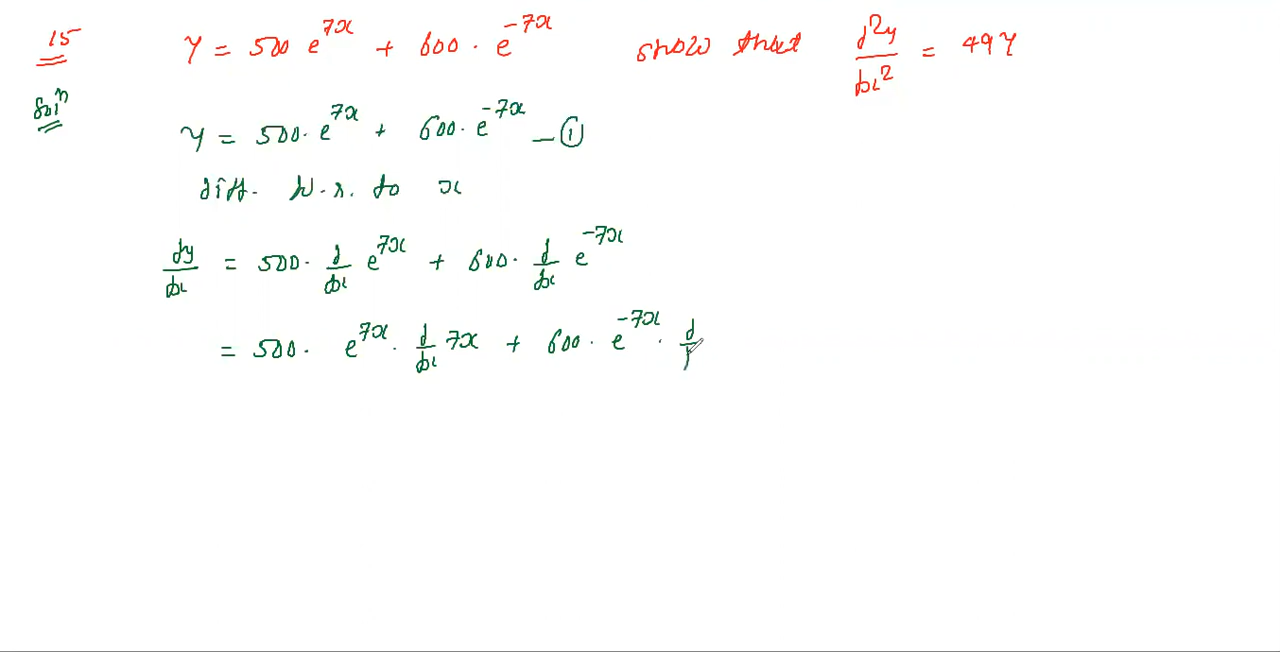 15 y = 500 e^{7x} + 600 · e^{-7x} show that d²y/dx² = 49y
Solⁿ
y = 500 · e^{7x} + 600 · e^{-7x} — ①
diff. w.r. to x
dy/dx = 500 · d/dx e^{7x} + 600 · d/dx e^{-7x}
= 500 · e^{7x} · d/dx 7x + 600 · e^{-7x} · d/